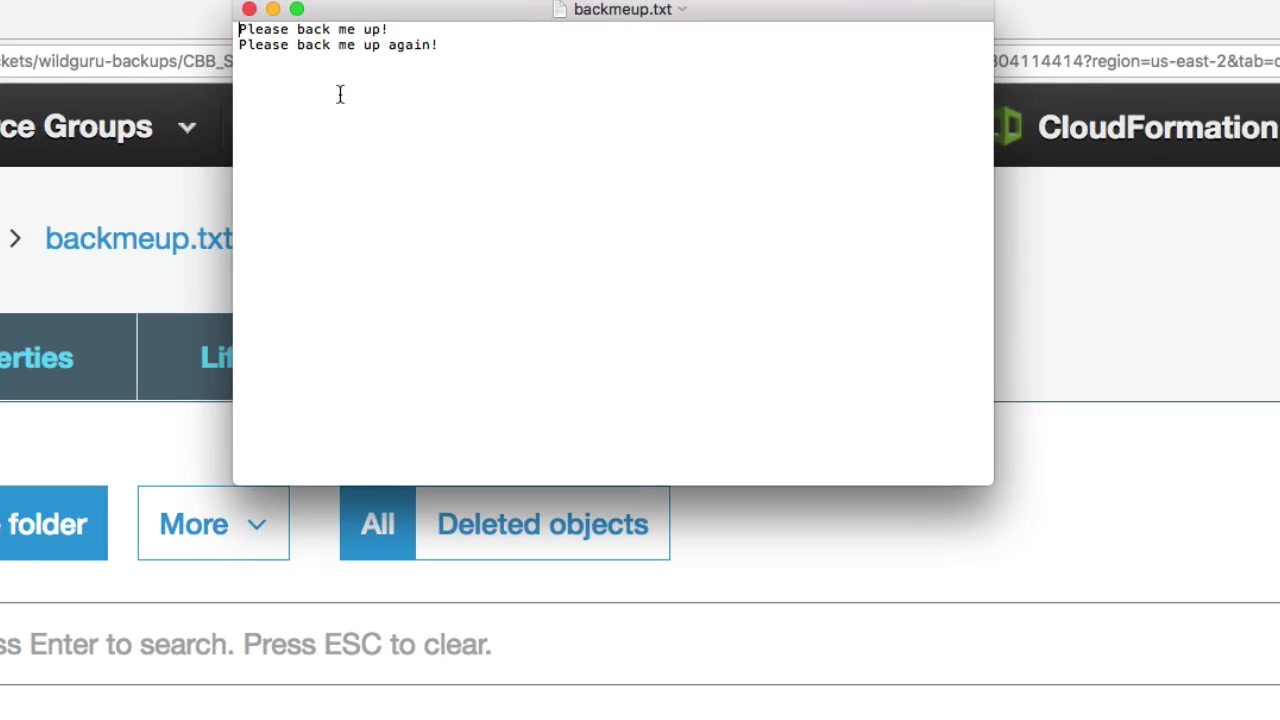 backmeup.txt
Please back me up!
Please back me up again!
kets/wildguru-backups/CBB_S
304114414?region=us-east-2&tab=
ce Groups
CloudFormation
> backmeup.txt
erties
Lif
folder
More
All
Deleted objects
ss Enter to search. Press ESC to clear.